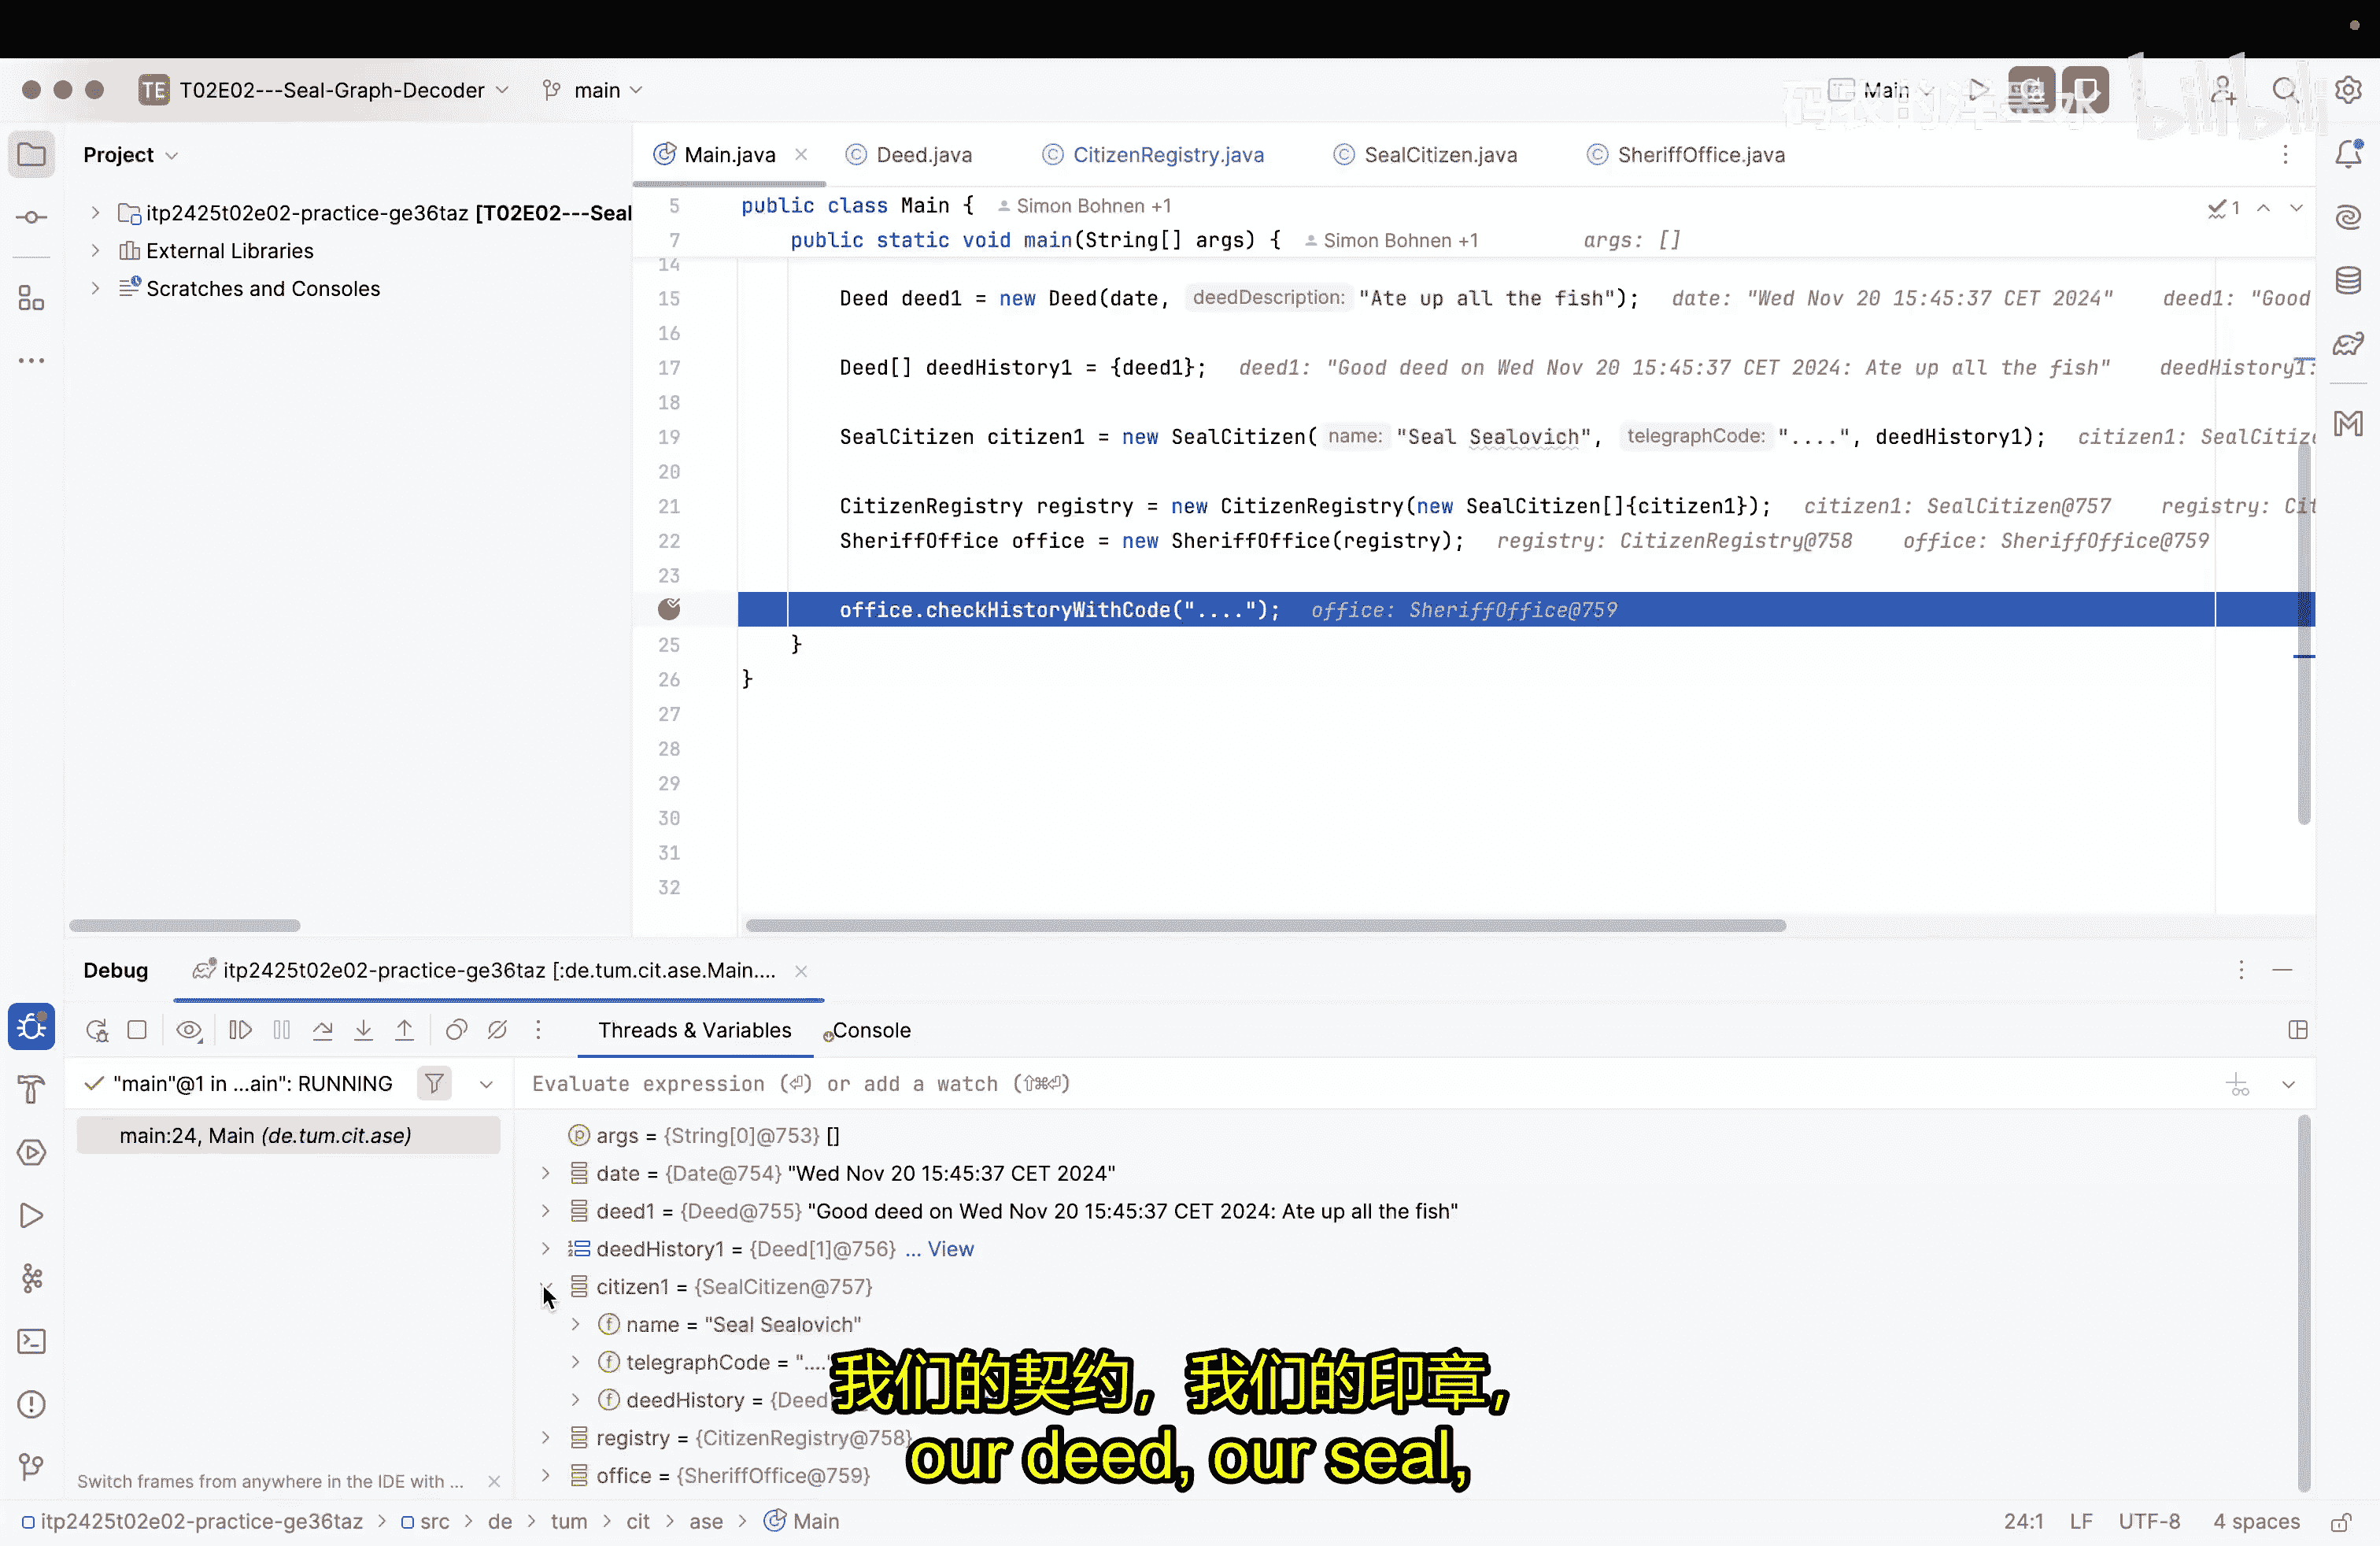 TE T02E02---Seal-Graph-Decoder main
Main
bilibili
Project
itp2425t02e02-practice-ge36taz [T02E02---Seal
External Libraries
Scratches and Consoles
Main.java Deed.java CitizenRegistry.java SealCitizen.java SheriffOffice.java
5 public class Main { Simon Bohnen +1
1
7 public static void main(String[] args) { Simon Bohnen +1 args: []
14
15 Deed deed1 = new Deed(date, deedDescription: "Ate up all the fish"); date: "Wed Nov 20 15:45:37 CET 2024" deed1: "Good
16
17 Deed[] deedHistory1 = {deed1}; deed1: "Good deed on Wed Nov 20 15:45:37 CET 2024: Ate up all the fish" deedHistory1:
18
19 SealCitizen citizen1 = new SealCitizen( name: "Seal Sealovich", telegraphCode: "....", deedHistory1); citizen1: SealCitize
20
21 CitizenRegistry registry = new CitizenRegistry(new SealCitizen[]{citizen1}); citizen1: SealCitizen@757 registry: Cit
22 SheriffOffice office = new SheriffOffice(registry); registry: CitizenRegistry@758 office: SheriffOffice@759
23
office.checkHistoryWithCode("...."); office: SheriffOffice@759
25 }
26 }
27
28
29
30
31
32
Debug itp2425t02e02-practice-ge36taz [:de.tum.cit.ase.Main....
Threads & Variables Console
"main"@1 in ...ain": RUNNING
Evaluate expression (⏎) or add a watch (⇧⌘⏎)
main:24, Main (de.tum.cit.ase)
args = {String[0]@753} []
date = {Date@754} "Wed Nov 20 15:45:37 CET 2024"
deed1 = {Deed@755} "Good deed on Wed Nov 20 15:45:37 CET 2024: Ate up all the fish"
deedHistory1 = {Deed[1]@756} ... View
citizen1 = {SealCitizen@757}
name = "Seal Sealovich"
telegraphCode = "....
deedHistory = {Deed
registry = {CitizenRegistry@758}
office = {SheriffOffice@759}
我们的契约，我们的印章，
our deed, our seal,
Switch frames from anywhere in the IDE with ...
itp2425t02e02-practice-ge36taz > src > de > tum > cit > ase > Main
24:1 LF UTF-8 4 spaces